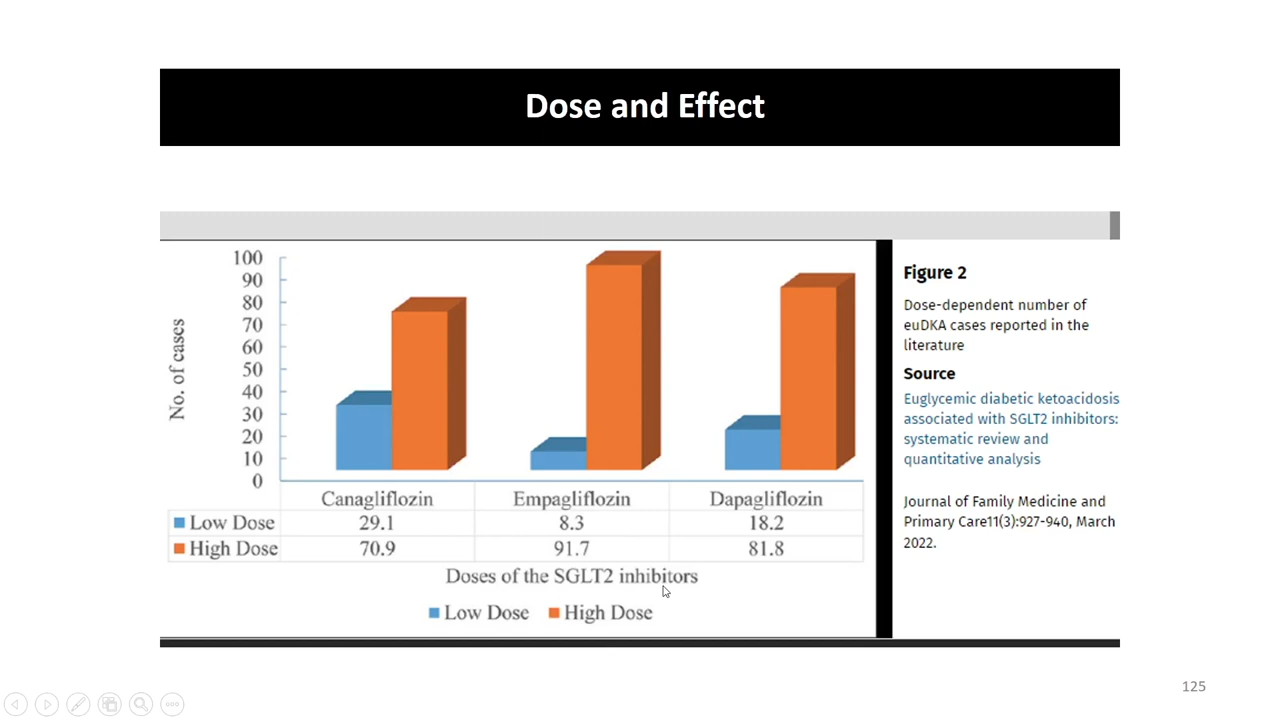 Dose and Effect
100
90
80
70
60
50
40
30
20
10
0
No. of cases
Canagliflozin Empagliflozin Dapagliflozin
Low Dose 29.1 8.3 18.2
High Dose 70.9 91.7 81.8
Doses of the SGLT2 inhibitors
Low Dose High Dose
Figure 2
Dose-dependent number of
euDKA cases reported in the
literature
Source
Euglycemic diabetic ketoacidosis
associated with SGLT2 inhibitors:
systematic review and
quantitative analysis
Journal of Family Medicine and
Primary Care11(3):927-940, March
2022.
125